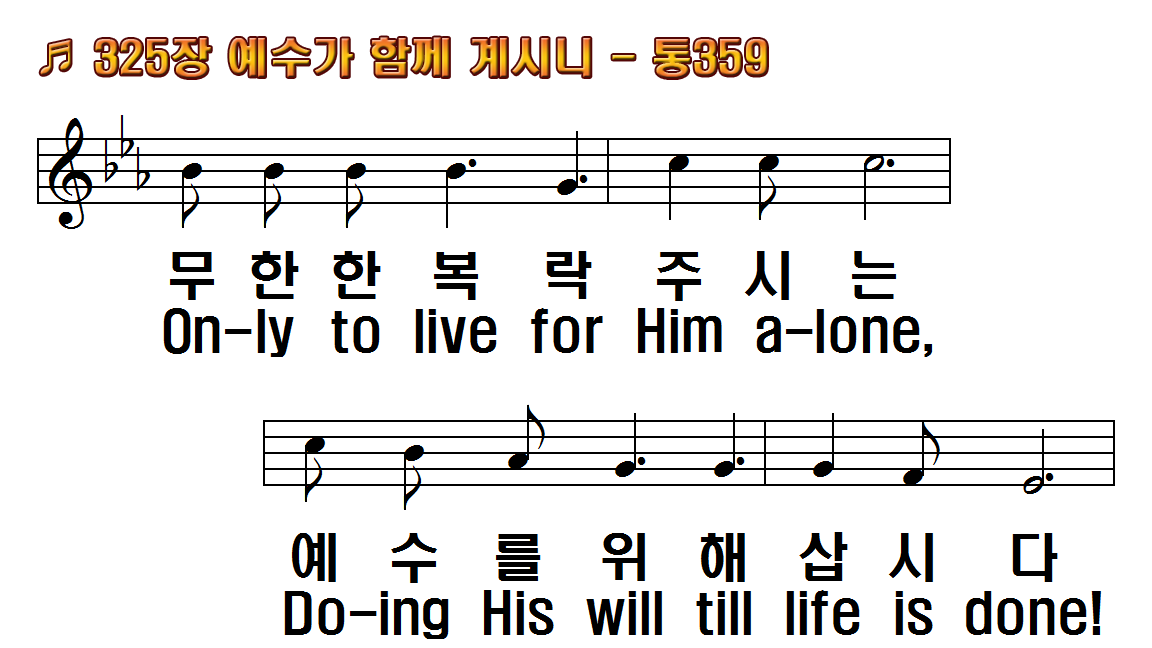 ♬ 325장 예수가 함께 계시니 - 통359
무 한 한 복 락 주 시 는
On-ly to live for Him a-lone,
예 수 를 위 해 삽 시 다
Do-ing His will till life is done!